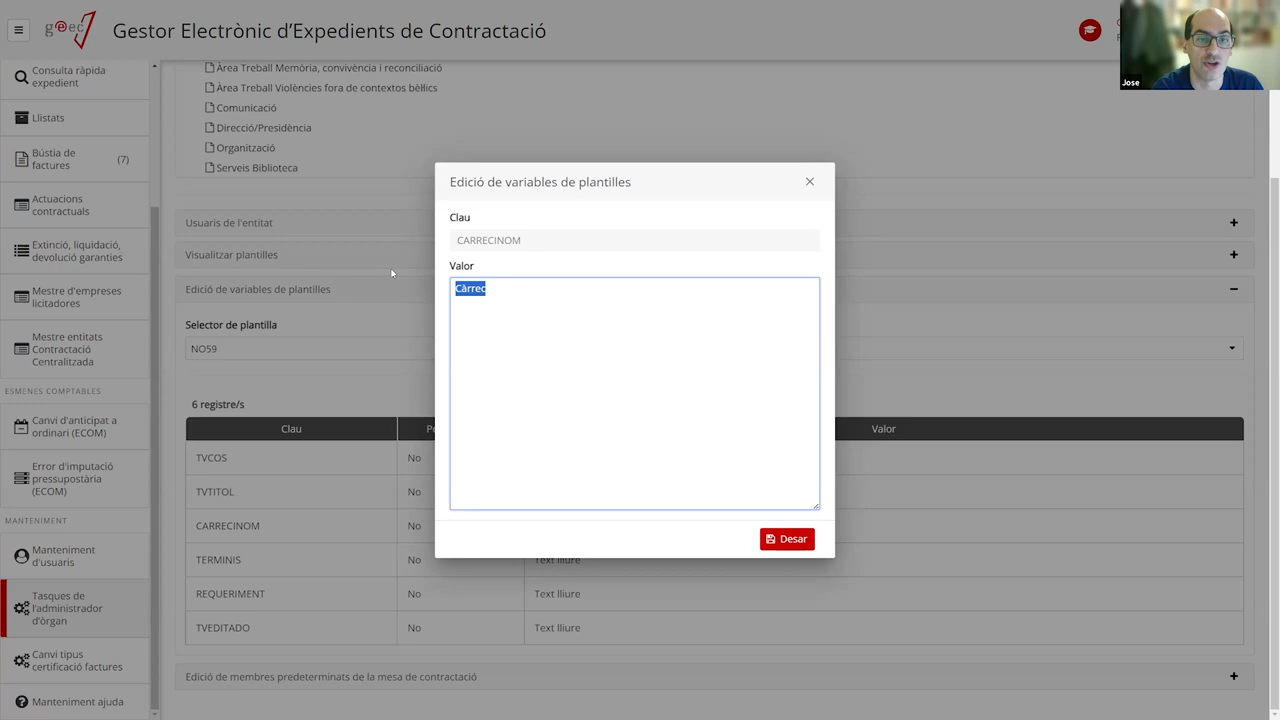 geec
Gestor Electrònic d'Expedients de Contractació
Jose
Consulta ràpida
expedient
Llistats
Bústia de
factures
(7)
Actuacions
contractuals
Extinció, liquidació,
devolució garanties
Mestre d'empreses
licitadores
Mestre entitats
Contractació
Centralitzada
ESMENES COMPTABLES
Canvi d'anticipat a
ordinari (ECOM)
Error d'imputació
pressupostària
(ECOM)
MANTENIMENT
Manteniment
d'usuaris
Tasques de
l'administrador
d'òrgan
Canvi tipus
certificació factures
Manteniment ajuda
Àrea Treball Memòria, convivència i reconciliació
Àrea Treball Violències fora de contextos bèl·lics
Comunicació
Direcció/Presidència
Organització
Serveis Biblioteca
Usuaris de l'entitat
Visualitzar plantilles
Edició de variables de plantilles
Selector de plantilla
NO59
6 registre/s
Clau
Valor
TVCOS No
TVTITOL No
CARRECINOM No
TERMINIS No Text lliure
REQUERIMENT No Text lliure
TVEDITADO No Text lliure
Edició de membres predeterminats de la mesa de contractació
Edició de variables de plantilles
Clau
CARRECINOM
Valor
Càrrec
Desar